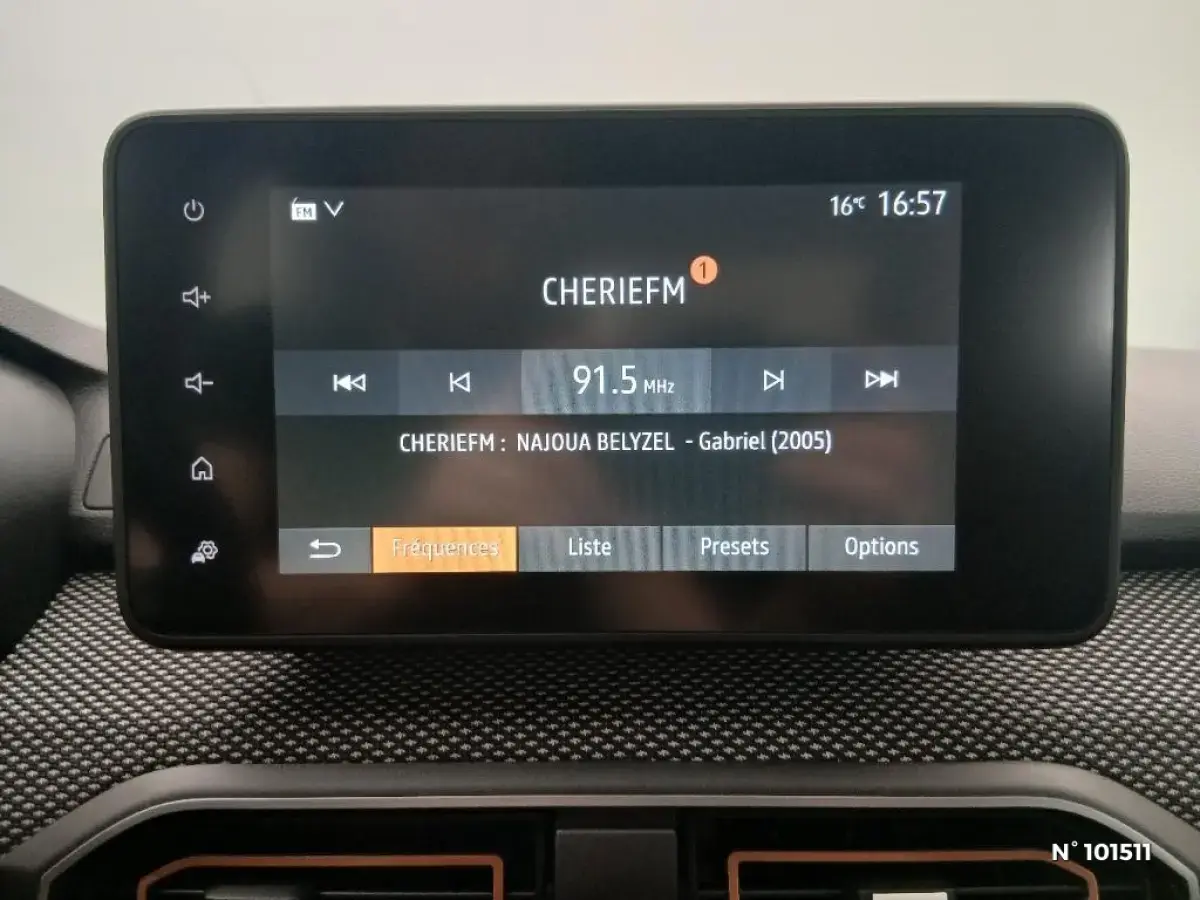 FM
16°C 16:57
CHERIEFM 1
91.5 MHz
CHERIEFM : NAJOUA BELYZEL - Gabriel (2005)
Fréquences Liste Presets Options
N° 101511